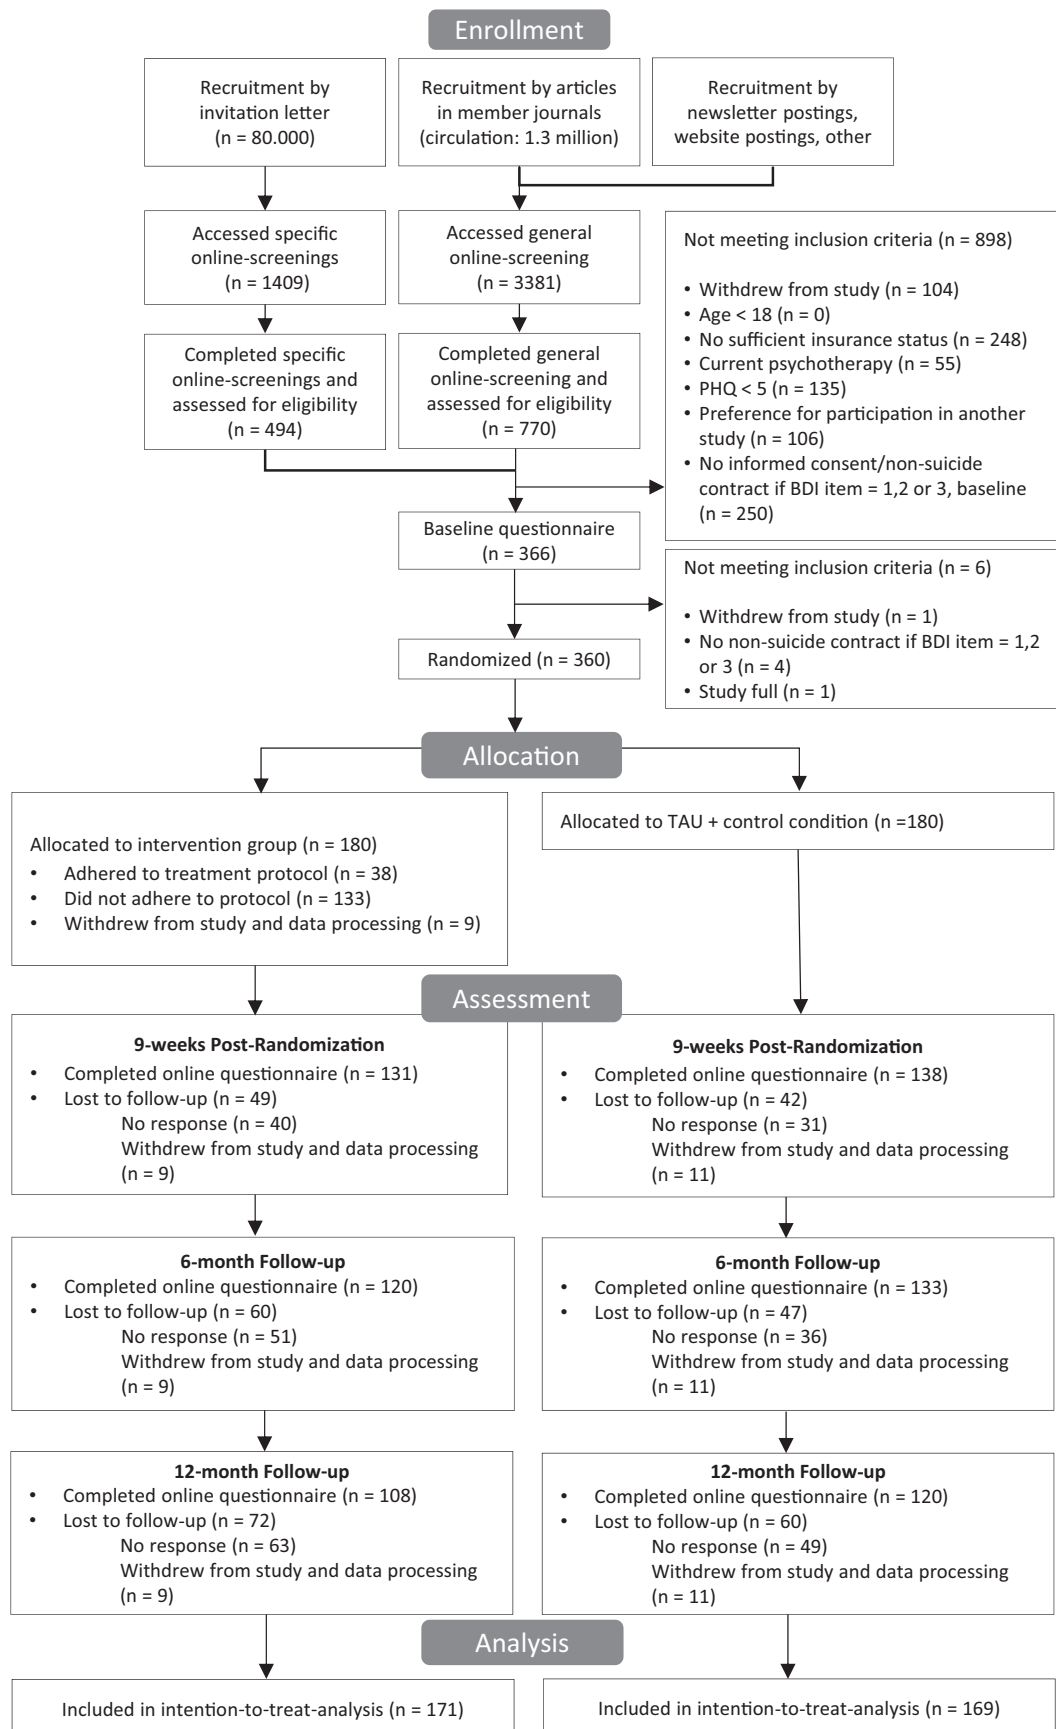 Enrollment
Recruitment by
invitation letter
(n = 80.000)
Recruitment by articles
in member journals
(circulation: 1.3 million)
Recruitment by
newsletter postings,
website postings, other
Accessed specific
online-screenings
(n = 1409)
Accessed general
online-screening
(n = 3381)
Completed specific
online-screenings and
assessed for eligibility
(n = 494)
Completed general
online-screening and
assessed for eligibility
(n = 770)
Not meeting inclusion criteria (n = 898)
• Withdrew from study (n = 104)
• Age < 18 (n = 0)
• No sufficient insurance status (n = 248)
• Current psychotherapy (n = 55)
• PHQ < 5 (n = 135)
• Preference for participation in another
study (n = 106)
• No informed consent/non-suicide
contract if BDI item = 1,2 or 3, baseline
(n = 250)
Baseline questionnaire
(n = 366)
Not meeting inclusion criteria (n = 6)
• Withdrew from study (n = 1)
• No non-suicide contract if BDI item = 1,2
or 3 (n = 4)
• Study full (n = 1)
Randomized (n = 360)
Allocation
Allocated to intervention group (n = 180)
• Adhered to treatment protocol (n = 38)
• Did not adhere to protocol (n = 133)
• Withdrew from study and data processing (n = 9)
Allocated to TAU + control condition (n =180)
Assessment
9-weeks Post-Randomization
• Completed online questionnaire (n = 131)
• Lost to follow-up (n = 49)
No response (n = 40)
Withdrew from study and data processing
(n = 9)
9-weeks Post-Randomization
• Completed online questionnaire (n = 138)
• Lost to follow-up (n = 42)
No response (n = 31)
Withdrew from study and data processing
(n = 11)
6-month Follow-up
• Completed online questionnaire (n = 120)
• Lost to follow-up (n = 60)
No response (n = 51)
Withdrew from study and data processing
(n = 9)
6-month Follow-up
• Completed online questionnaire (n = 133)
• Lost to follow-up (n = 47)
No response (n = 36)
Withdrew from study and data processing
(n = 11)
12-month Follow-up
• Completed online questionnaire (n = 108)
• Lost to follow-up (n = 72)
No response (n = 63)
Withdrew from study and data processing
(n = 9)
12-month Follow-up
• Completed online questionnaire (n = 120)
• Lost to follow-up (n = 60)
No response (n = 49)
Withdrew from study and data processing
(n = 11)
Analysis
Included in intention-to-treat-analysis (n = 171)
Included in intention-to-treat-analysis (n = 169)